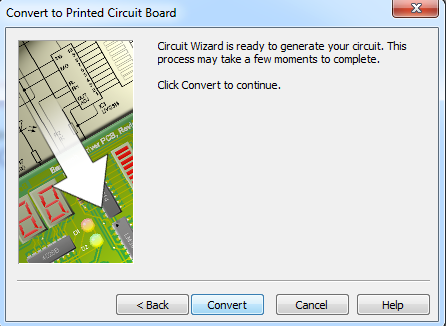 Convert to Printed Circuit Board
Circuit Wizard is ready to generate your circuit. This
process may take a few moments to complete.
Click Convert to continue.
< Back
Convert
Cancel
Help